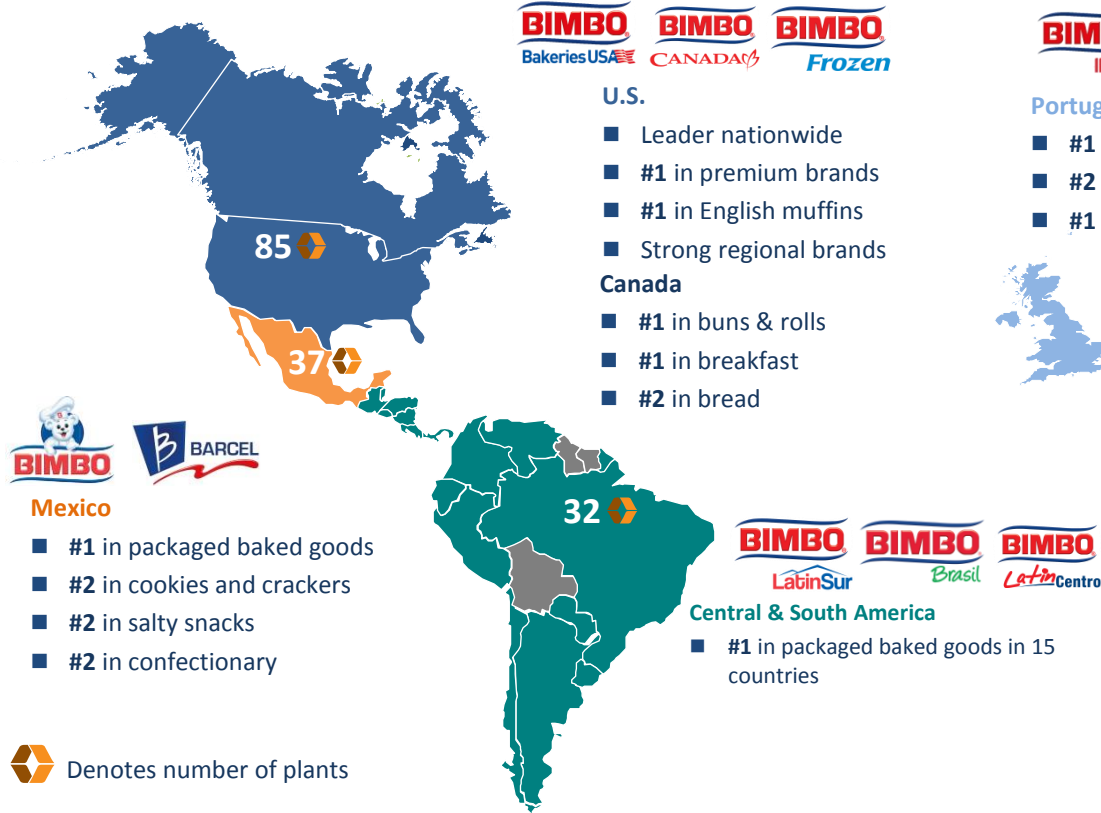 BIMBO
Bakeries USA
BIMBO
CANADA
BIMBO
Frozen
U.S.
■ Leader nationwide
■ #1 in premium brands
■ #1 in English muffins
■ Strong regional brands
Canada
■ #1 in buns & rolls
■ #1 in breakfast
■ #2 in bread
■ #1
■ #2
■ #1
85
37
BIMBO
BARCEL
Mexico
■ #1 in packaged baked goods
■ #2 in cookies and crackers
■ #2 in salty snacks
■ #2 in confectionary
32
BIMBO
LatinSur
BIMBO
Brasil
BIMBO
Latin Centro
Central & South America
■ #1 in packaged baked goods in 15
countries
Denotes number of plants